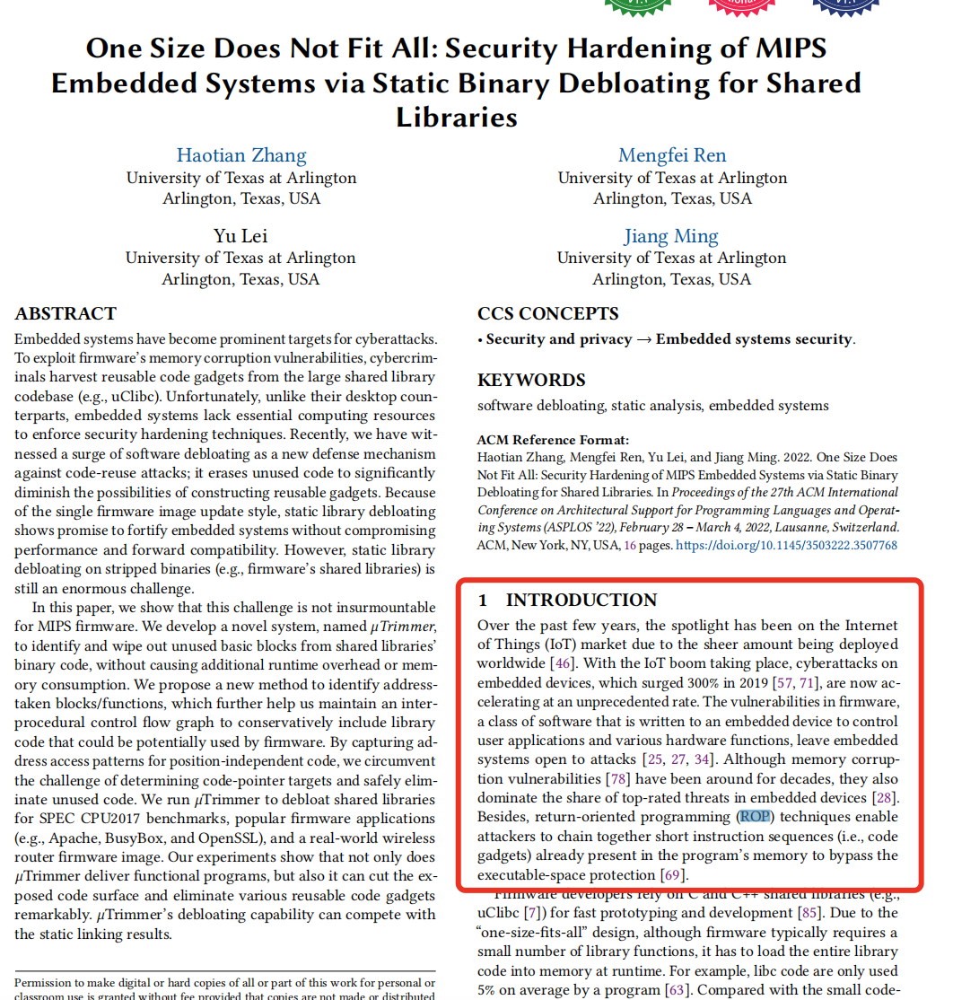 One Size Does Not Fit All: Security Hardening of MIPS
Embedded Systems via Static Binary Debloating for Shared
Libraries
Haotian Zhang
University of Texas at Arlington
Arlington, Texas, USA
Mengfei Ren
University of Texas at Arlington
Arlington, Texas, USA
Yu Lei
University of Texas at Arlington
Arlington, Texas, USA
Jiang Ming
University of Texas at Arlington
Arlington, Texas, USA
ABSTRACT
Embedded systems have become prominent targets for cyberattacks.
To exploit firmware's memory corruption vulnerabilities, cybercrim-
inals harvest reusable code gadgets from the large shared library
codebase (e.g., uClibc). Unfortunately, unlike their desktop coun-
terparts, embedded systems lack essential computing resources
to enforce security hardening techniques. Recently, we have wit-
nessed a surge of software debloating as a new defense mechanism
against code-reuse attacks; it erases unused code to significantly
diminish the possibilities of constructing reusable gadgets. Because
of the single firmware image update style, static library debloating
shows promise to fortify embedded systems without compromising
performance and forward compatibility. However, static library
debloating on stripped binaries (e.g., firmware's shared libraries) is
still an enormous challenge.
In this paper, we show that this challenge is not insurmountable
for MIPS firmware. We develop a novel system, named μTrimmer,
to identify and wipe out unused basic blocks from shared libraries'
binary code, without causing additional runtime overhead or mem-
ory consumption. We propose a new method to identify address-
taken blocks/functions, which further help us maintain an inter-
procedural control flow graph to conservatively include library
code that could be potentially used by firmware. By capturing ad-
dress access patterns for position-independent code, we circumvent
the challenge of determining code-pointer targets and safely elim-
inate unused code. We run μTrimmer to debloat shared libraries
for SPEC CPU2017 benchmarks, popular firmware applications
(e.g., Apache, BusyBox, and OpenSSL), and a real-world wireless
router firmware image. Our experiments show that not only does
μTrimmer deliver functional programs, but also it can cut the ex-
posed code surface and eliminate various reusable code gadgets
remarkably. μTrimmer's debloating capability can compete with
the static linking results.
Permission to make digital or hard copies of all or part of this work for personal or
classroom use is granted without fee provided that copies are not made or distributed
CCS CONCEPTS
• Security and privacy → Embedded systems security.
KEYWORDS
software debloating, static analysis, embedded systems
ACM Reference Format:
Haotian Zhang, Mengfei Ren, Yu Lei, and Jiang Ming. 2022. One Size Does
Not Fit All: Security Hardening of MIPS Embedded Systems via Static Binary
Debloating for Shared Libraries. In Proceedings of the 27th ACM International
Conference on Architectural Support for Programming Languages and Operat-
ing Systems (ASPLOS '22), February 28 – March 4, 2022, Lausanne, Switzerland.
ACM, New York, NY, USA, 16 pages. https://doi.org/10.1145/3503222.3507768
1 INTRODUCTION
Over the past few years, the spotlight has been on the Internet
of Things (IoT) market due to the sheer amount being deployed
worldwide [46]. With the IoT boom taking place, cyberattacks on
embedded devices, which surged 300% in 2019 [57, 71], are now ac-
celerating at an unprecedented rate. The vulnerabilities in firmware,
a class of software that is written to an embedded device to control
user applications and various hardware functions, leave embedded
systems open to attacks [25, 27, 34]. Although memory corrup-
tion vulnerabilities [78] have been around for decades, they also
dominate the share of top-rated threats in embedded devices [28].
Besides, return-oriented programming (ROP) techniques enable
attackers to chain together short instruction sequences (i.e., code
gadgets) already present in the program's memory to bypass the
executable-space protection [69].
Firmware developers rely on C and C++ shared libraries (e.g.,
uClibc [7]) for fast prototyping and development [85]. Due to the
"one-size-fits-all" design, although firmware typically requires a
small number of library functions, it has to load the entire library
code into memory at runtime. For example, libc code are only used
5% on average by a program [63]. Compared with the small code-